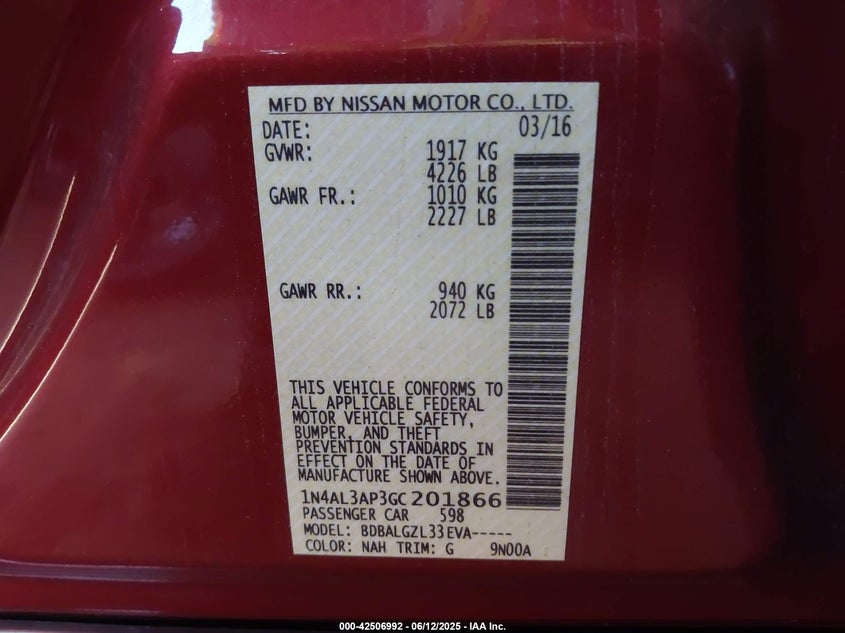 MFD BY NISSAN MOTOR CO., LTD.
DATE: 03/16
GVWR: 1917 KG
4226 LB
GAWR FR.: 1010 KG
2227 LB
GAWR RR.: 940 KG
2072 LB
THIS VEHICLE CONFORMS TO
ALL APPLICABLE FEDERAL
MOTOR VEHICLE SAFETY,
BUMPER, AND THEFT
PREVENTION STANDARDS IN
EFFECT ON THE DATE OF
MANUFACTURE SHOWN ABOVE.
1N4AL3AP3GC201866
PASSENGER CAR 598
MODEL: BDBALGZL33EVA-----
COLOR: NAH TRIM: G 9N00A
000-42506992 - 06/12/2025 - IAA Inc.